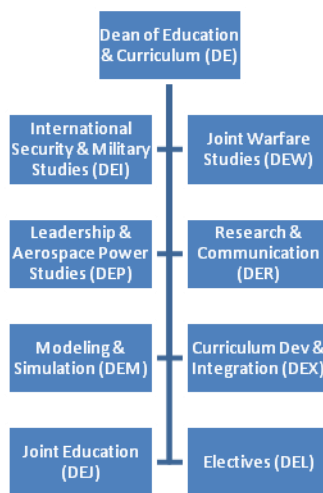 Dean of Education
& Curriculum (DE)
International
Security & Military
Studies (DEI)
Joint Warfare
Studies (DEW)
Leadership &
Aerospace Power
Studies (DEP)
Research &
Communication
(DER)
Modeling &
Simulation (DEM)
Curriculum Dev &
Integration (DEX)
Joint Education
(DEJ)
Electives (DEL)